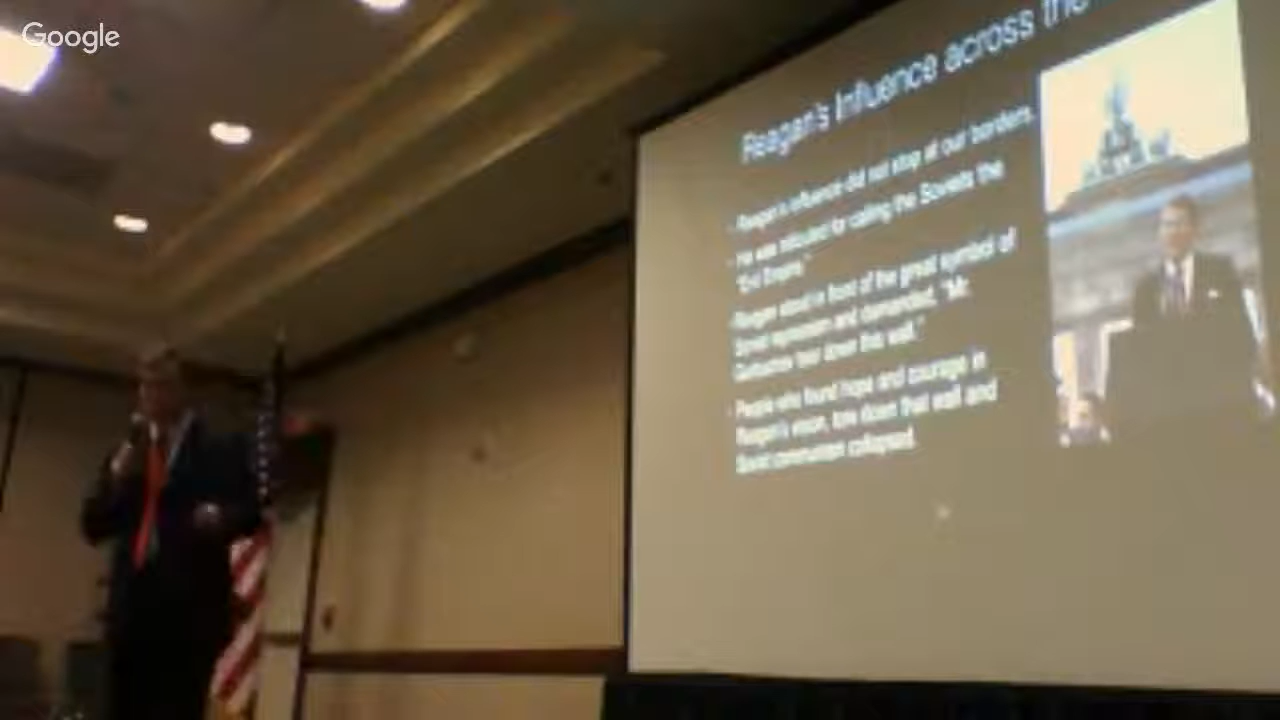 Google
Reagan's Influence across the
- Reagan's influence did not stop at our borders.
- He was ridiculed for calling the Soviets the
"Evil Empire."
- Reagan stood in front of the great symbol of
Soviet oppression and demanded, "Mr.
Gorbachev tear down this wall."
- People who found hope and courage in
Reagan's vision, tore down that wall and
Soviet communism collapsed.